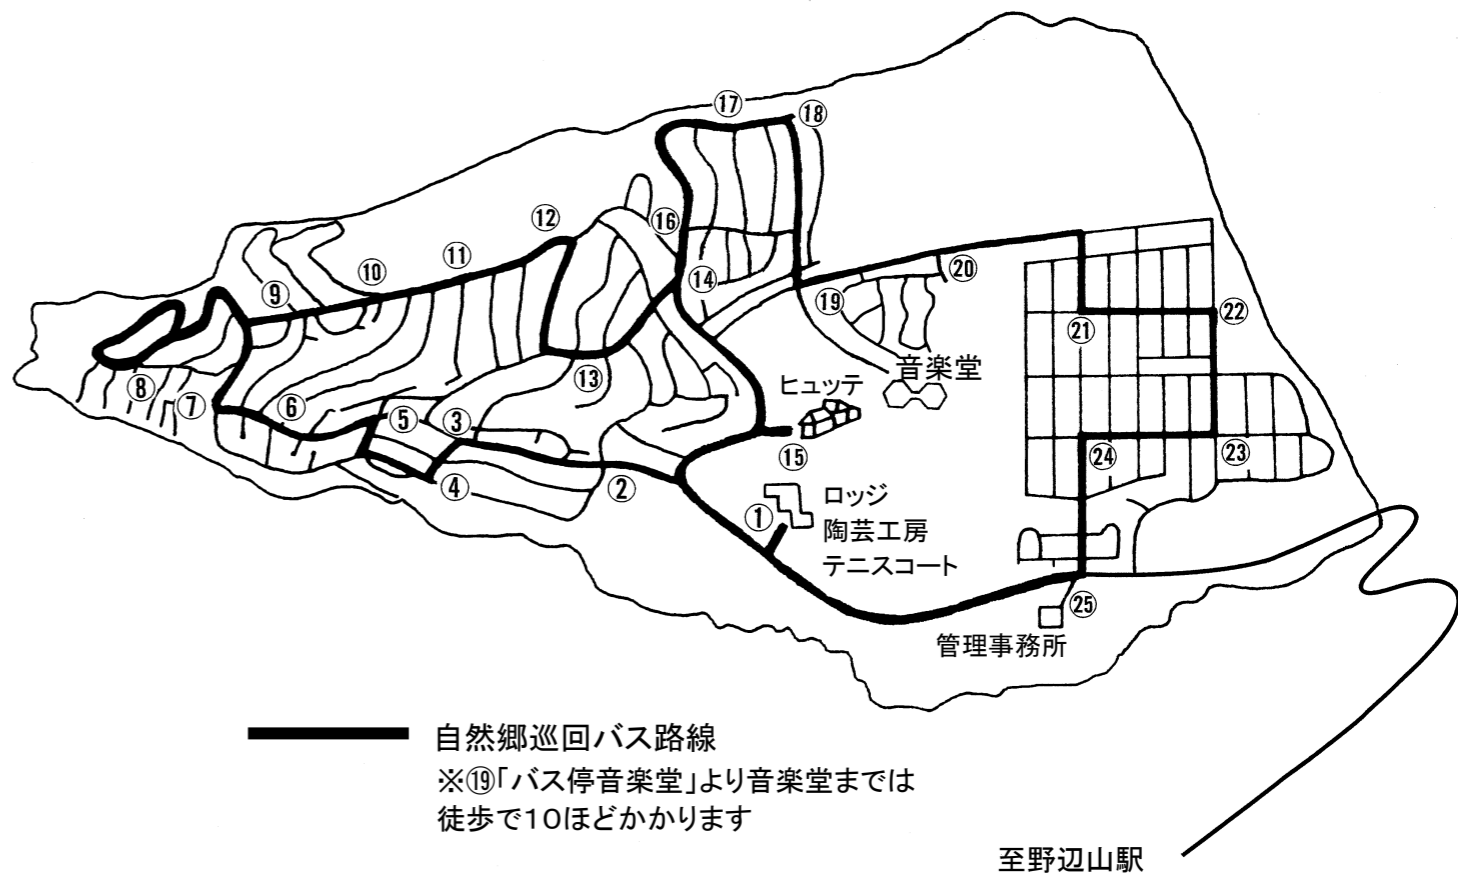 ⑰
⑱
⑫
⑯
⑪
⑩
⑭
⑨
⑲
⑳
㉑
㉒
音楽堂
⑬
ヒュッテ
⑧
⑦
⑥
⑤
③
⑮
㉔
㉓
④
②
①
ロッジ
陶芸工房
テニスコート
㉕
管理事務所
自然郷巡回バス路線
※⑲「バス停音楽堂」より音楽堂までは
徒歩で10ほどかかります
至野辺山駅